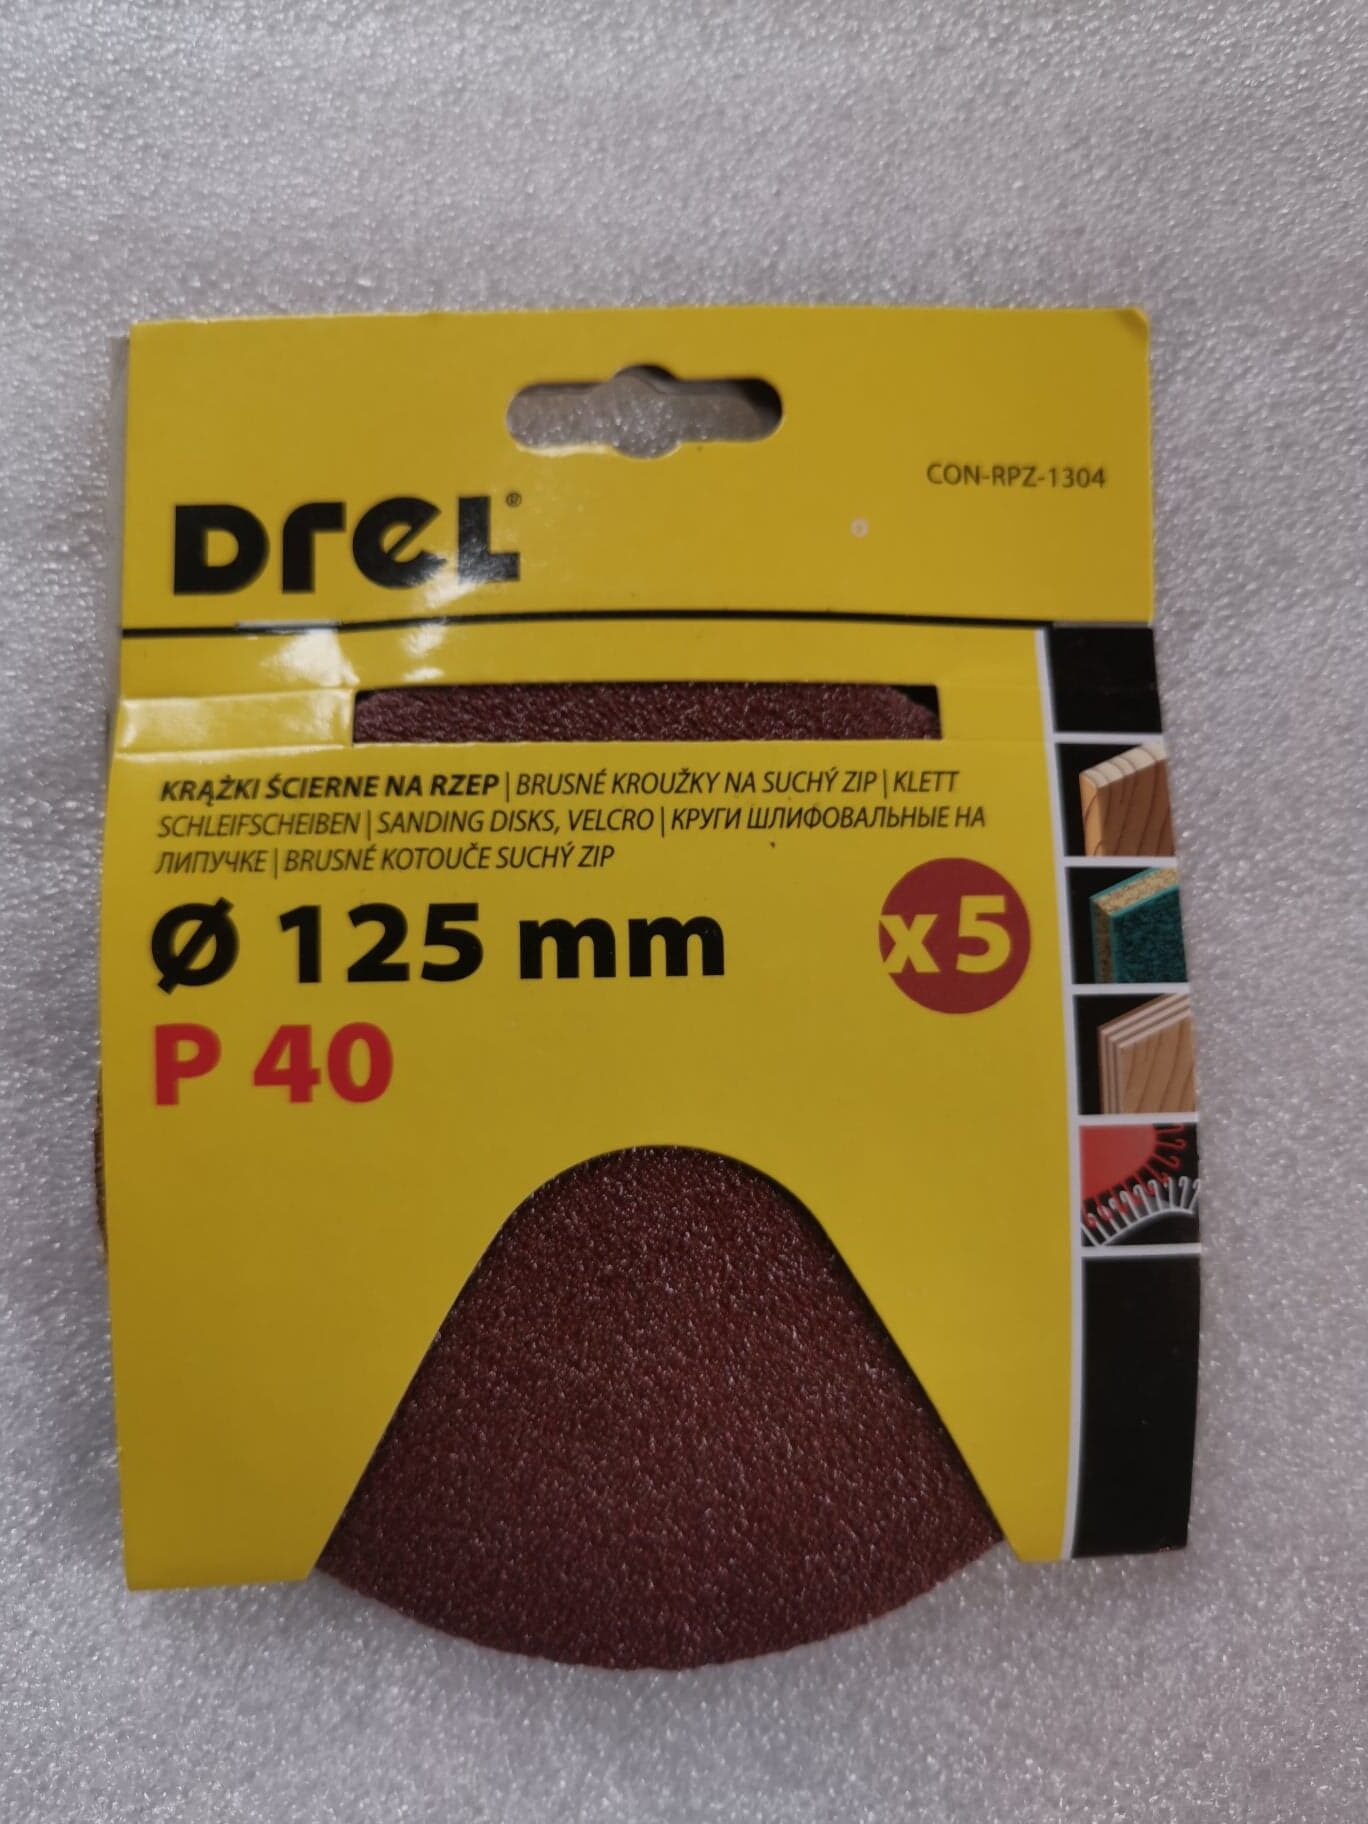 CON-RPZ-1304
Drel®
KRĄŻKI ŚCIERNE NA RZEP | BRUSNÉ KROUŽKY NA SUCHÝ ZIP | KLETT
SCHLEIFSCHEIBEN | SANDING DISKS, VELCRO | КРУГИ ШЛИФОВАЛЬНЫЕ НА
ЛИПУЧКЕ | BRUSNÉ KOTOUČE SUCHÝ ZIP
Ø 125 mm
x5
P 40